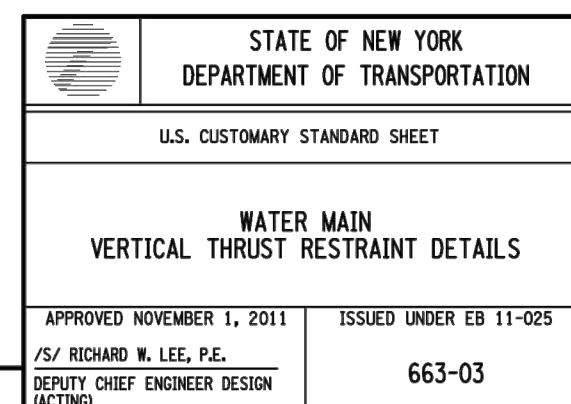 STATE OF NEW YORK
DEPARTMENT OF TRANSPORTATION
U.S. CUSTOMARY STANDARD SHEET
WATER MAIN
VERTICAL THRUST RESTRAINT DETAILS
APPROVED NOVEMBER 1, 2011
/S/ RICHARD W. LEE, P.E.
DEPUTY CHIEF ENGINEER DESIGN
(ACTING)
ISSUED UNDER EB 11-025
663-03